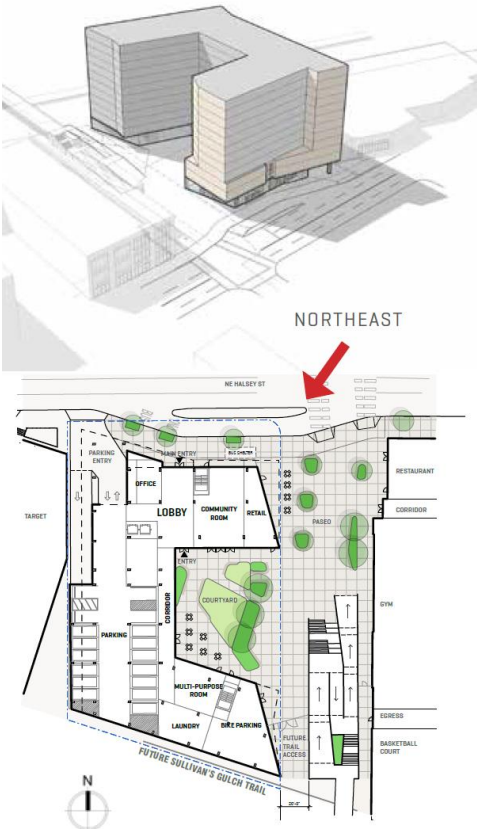 NORTHEAST
NE HALSEY ST
PARKING
ENTRY
MAIN ENTRY
BUS SHELTER
OFFICE
LOBBY
COMMUNITY
ROOM
RETAIL
RESTAURANT
TARGET
PASEO
CORRIDOR
ENTRY
COURTYARD
CORRIDOR
GYM
PARKING
MULTI-PURPOSE
ROOM
LAUNDRY
BIKE PARKING
FUTURE
TRAIL
ACCESS
EGRESS
BASKETBALL
COURT
FUTURE SULLIVAN'S GULCH TRAIL
N